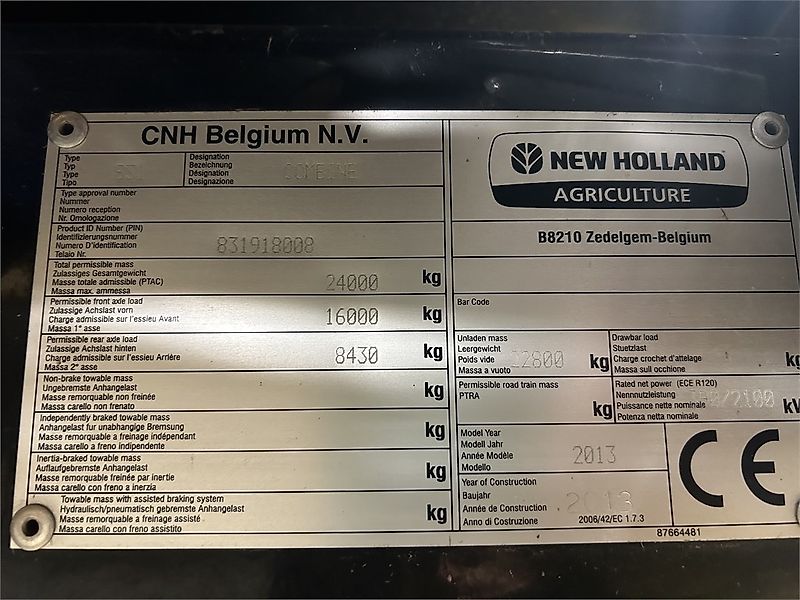 CNH Belgium N.V.
Type
Typ
Type
Tipo
Designation
Bezeichnung
Désignation
Designazione
COMBINE
Type approval number
Nummer
Numero reception
Nr. Omologazione
Product ID Number (PIN)
Identifizierungsnummer
Numero D'identification
Telaio Nr.
831918008
Total permissible mass
Zulassiges Gesamtgewicht
Masse totale admissible (PTAC)
Massa max. ammessa
24000 kg
Permissible front axle load
Zulassige Achslast vorn
Charge admissible sur l'essieu Avant
Massa 1° asse
16000 kg
Permissible rear axle load
Zulassige Achslast hinten
Charge admissible sur l'essieu Arrière
Massa 2° asse
8430 kg
Non-brake towable mass
Ungebremste Anhangelast
Masse remorquable non freinée
Massa carello non frenato
kg
Independently braked towable mass
Anhangelast fur unabhangige Bremsung
Masse remorquable a freinage indépendant
Massa carello a freno indipendente
kg
Inertia-braked towable mass
Auflaufgebremste Anhangelast
Masse remorquable freinée par inertie
Massa carello con freno a inerzia
kg
Towable mass with assisted braking system
Hydraulisch/pneumatisch gebremste Anhangelast
Masse remorquable a freinage assisté
Massa carello con freno assistito
kg
NEW HOLLAND
AGRICULTURE
B8210 Zedelgem-Belgium
Bar Code
Unladen mass
Leergewicht
Poids vide
Massa a vuoto
kg
Drawbar load
Stuetzlast
Charge crochet d'attelage
Massa sull occhione
kg
Permissible road train mass
PTRA
kg
Rated net power (ECE R120)
Nennnutzleistung
Puissance nette nominale
Potenza netta nominale
kW
Model Year
Modell Jahr
Année Modèle
Modello
2013
Year of Construction
Baujahr
Année de Construction
Anno di Costruzione
2013
2006/42/EC 1.7.3
CE
87664481